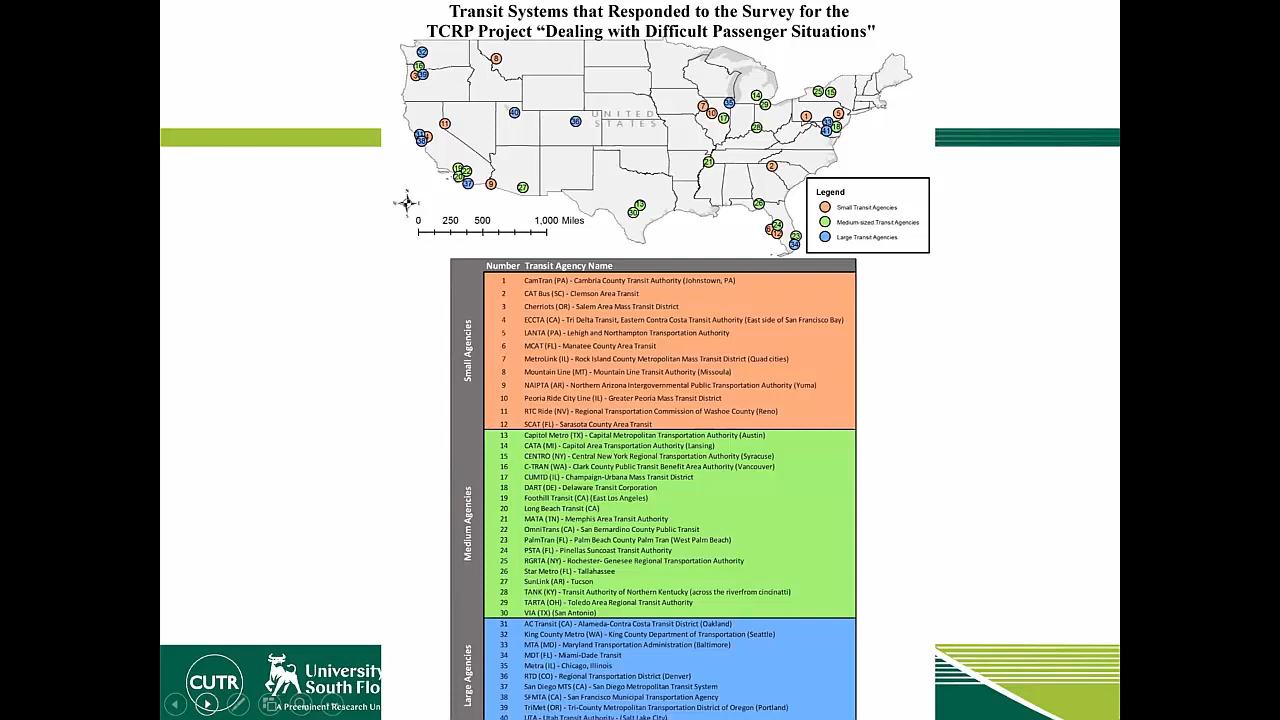 Transit Systems that Responded to the Survey for the
TCRP Project “Dealing with Difficult Passenger Situations"
UNITED
STATES
0 250 500 1,000 Miles
Legend
Small Transit Agencies
Medium-sized Transit Agencies
Large Transit Agencies
Number Transit Agency Name
Small Agencies
1 CamTran (PA) - Cambria County Transit Authority (Johnstown, PA)
2 CAT Bus (SC) - Clemson Area Transit
3 Cherriots (OR) - Salem Area Mass Transit District
4 ECCTA (CA) - Tri Delta Transit, Eastern Contra Costa Transit Authority (East side of San Francisco Bay)
5 LANTA (PA) - Lehigh and Northampton Transportation Authority
6 MCAT (FL) - Manatee County Area Transit
7 MetroLink (IL) - Rock Island County Metropolitan Mass Transit District (Quad cities)
8 Mountain Line (MT) - Mountain Line Transit Authority (Missoula)
9 NAIPTA (AR) - Northern Arizona Intergovernmental Public Transportation Authority (Yuma)
10 Peoria Ride City Line (IL) - Greater Peoria Mass Transit District
11 RTC Ride (NV) - Regional Transportation Commission of Washoe County (Reno)
12 SCAT (FL) - Sarasota County Area Transit
Medium Agencies
13 Capitol Metro (TX) - Capital Metropolitan Transportation Authority (Austin)
14 CATA (MI) - Capitol Area Transportation Authority (Lansing)
15 CENTRO (NY) - Central New York Regional Transportation Authority (Syracuse)
16 C-TRAN (WA) - Clark County Public Transit Benefit Area Authority (Vancouver)
17 CUMTD (IL) - Champaign-Urbana Mass Transit District
18 DART (DE) - Delaware Transit Corporation
19 Foothill Transit (CA) (East Los Angeles)
20 Long Beach Transit (CA)
21 MATA (TN) - Memphis Area Transit Authority
22 OmniTrans (CA) - San Bernardino County Public Transit
23 PalmTran (FL) - Palm Beach County Palm Tran (West Palm Beach)
24 PSTA (FL) - Pinellas Suncoast Transit Authority
25 RGRTA (NY) - Rochester- Genesee Regional Transportation Authority
26 Star Metro (FL) - Tallahassee
27 SunLink (AR) - Tucson
28 TANK (KY) - Transit Authority of Northern Kentucky (across the riverfrom cincinatti)
29 TARTA (OH) - Toledo Area Regional Transit Authority
30 VIA (TX) (San Antonio)
Large Agencies
31 AC Transit (CA) - Alameda-Contra Costa Transit District (Oakland)
32 King County Metro (WA) - King County Department of Transportation (Seattle)
33 MTA (MD) - Maryland Transportation Administration (Baltimore)
34 MDT (FL) - Miami-Dade Transit
35 Metra (IL) - Chicago, Illinois
36 RTD (CO) - Regional Transportation District (Denver)
37 San Diego MTS (CA) - San Diego Metropolitan Transit System
38 SFMTA (CA) - San Francisco Municipal Transportation Agency
39 TriMet (OR) - Tri-County Metropolitan Transportation District of Oregon (Portland)
40 UTA - Utah Transit Authority - (Salt Lake City)
CUTR
University
South Flo
A Preeminent Research Un